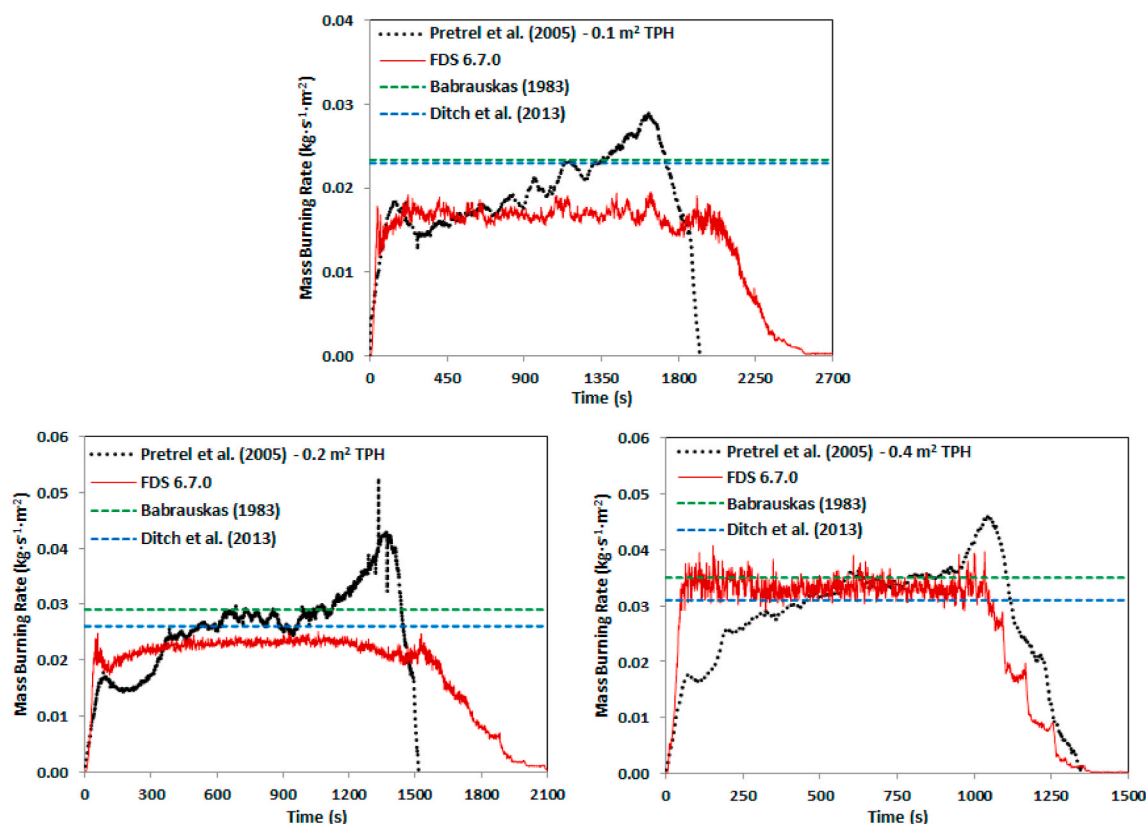 0.04
0.03
0.02
0.01
0.00
Mass Burning Rate (kg·s⁻¹·m⁻²)
Pretrel et al. (2005) - 0.1 m² TPH
FDS 6.7.0
Babrauskas (1983)
Ditch et al. (2013)
0 450 900 1350 1800 2250 2700
Time (s)
0.06
0.05
0.04
0.03
0.02
0.01
0.00
Mass Burning Rate (kg·s⁻¹·m⁻²)
Pretrel et al. (2005) - 0.2 m² TPH
FDS 6.7.0
Babrauskas (1983)
Ditch et al. (2013)
0 300 600 900 1200 1500 1800 2100
Time (s)
0.06
0.05
0.04
0.03
0.02
0.01
0.00
Mass Burning Rate (kg·s⁻¹·m⁻²)
Pretrel et al. (2005) - 0.4 m² TPH
FDS 6.7.0
Babrauskas (1983)
Ditch et al. (2013)
0 250 500 750 1000 1250 1500
Time (s)